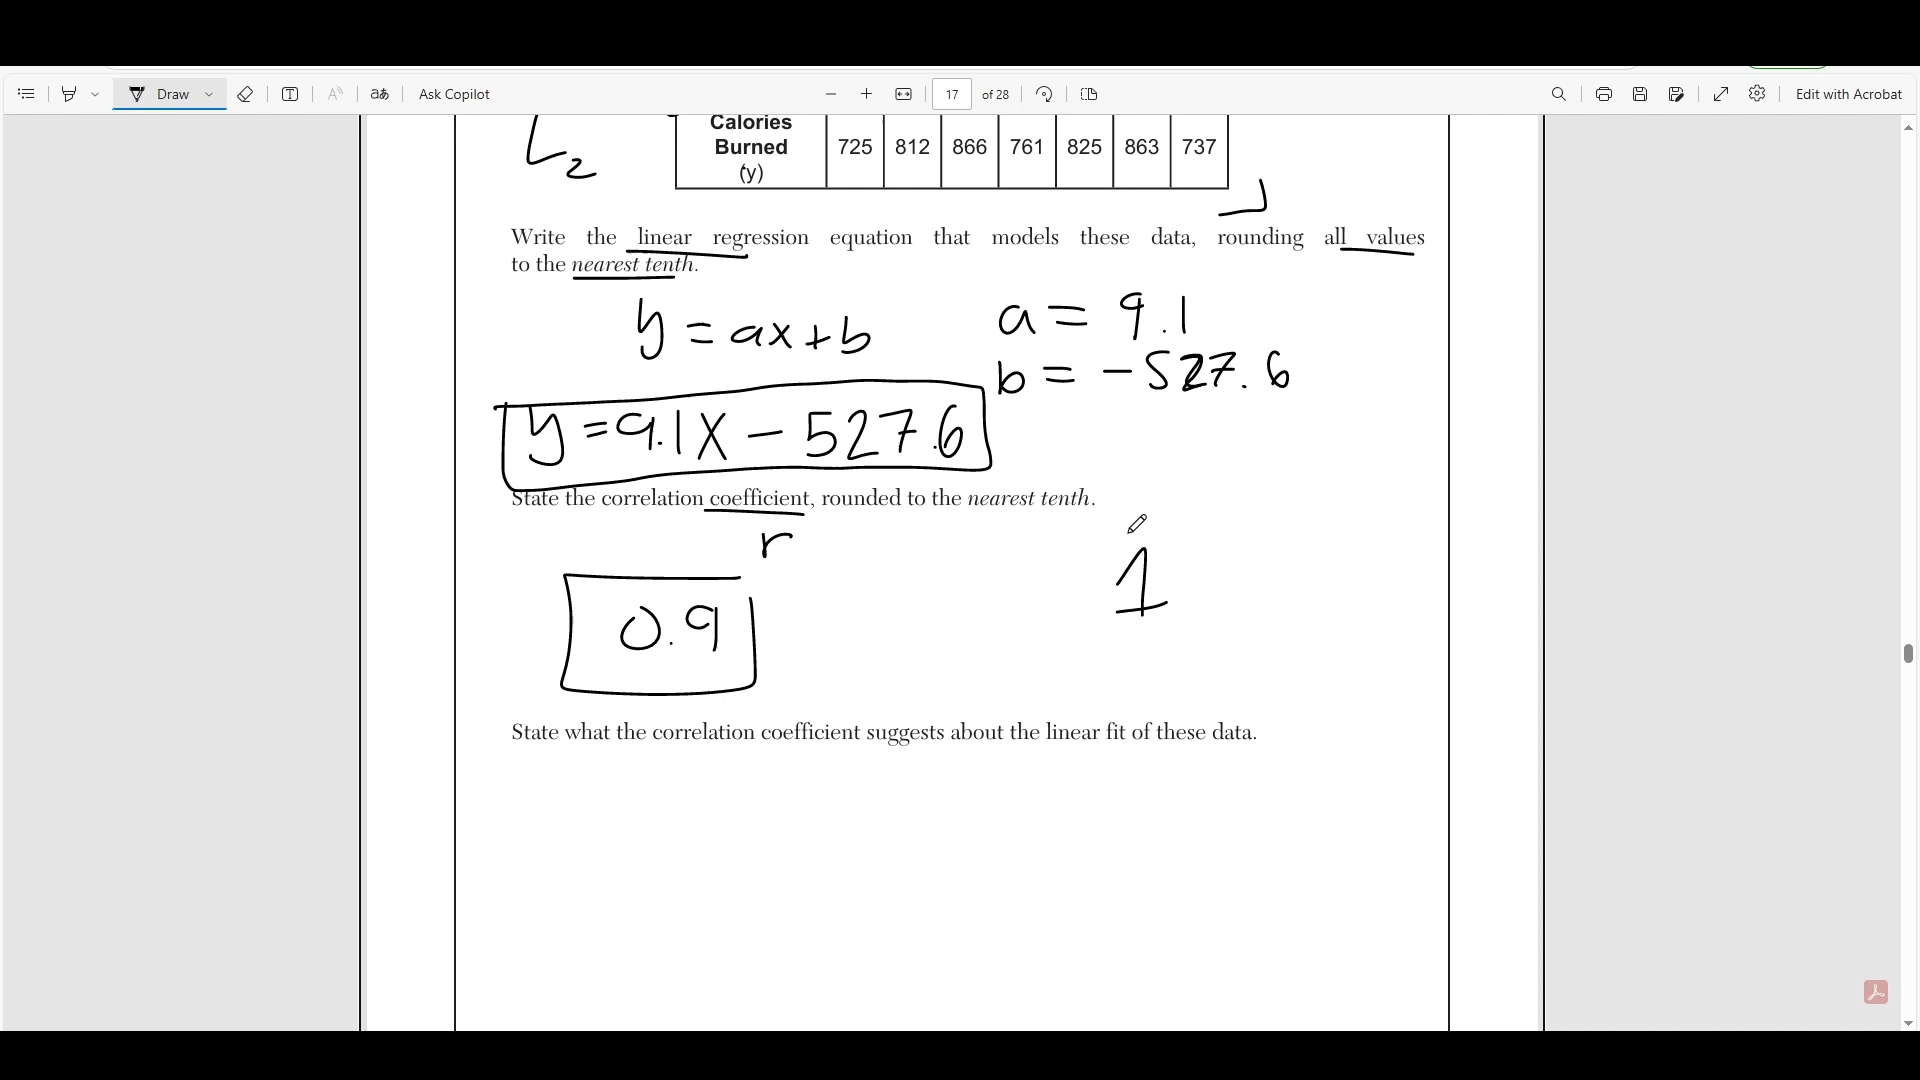 Draw
aあ
Ask Copilot
17 of 28
Edit with Acrobat
L2
Calories
Burned
(y)
725 812 866 761 825 863 737
Write the linear regression equation that models these data, rounding all values
to the nearest tenth.
y = ax + b
a = 9.1
b = -527.6
y = 9.1x - 527.6
State the correlation coefficient, rounded to the nearest tenth.
r
1
0.9
State what the correlation coefficient suggests about the linear fit of these data.